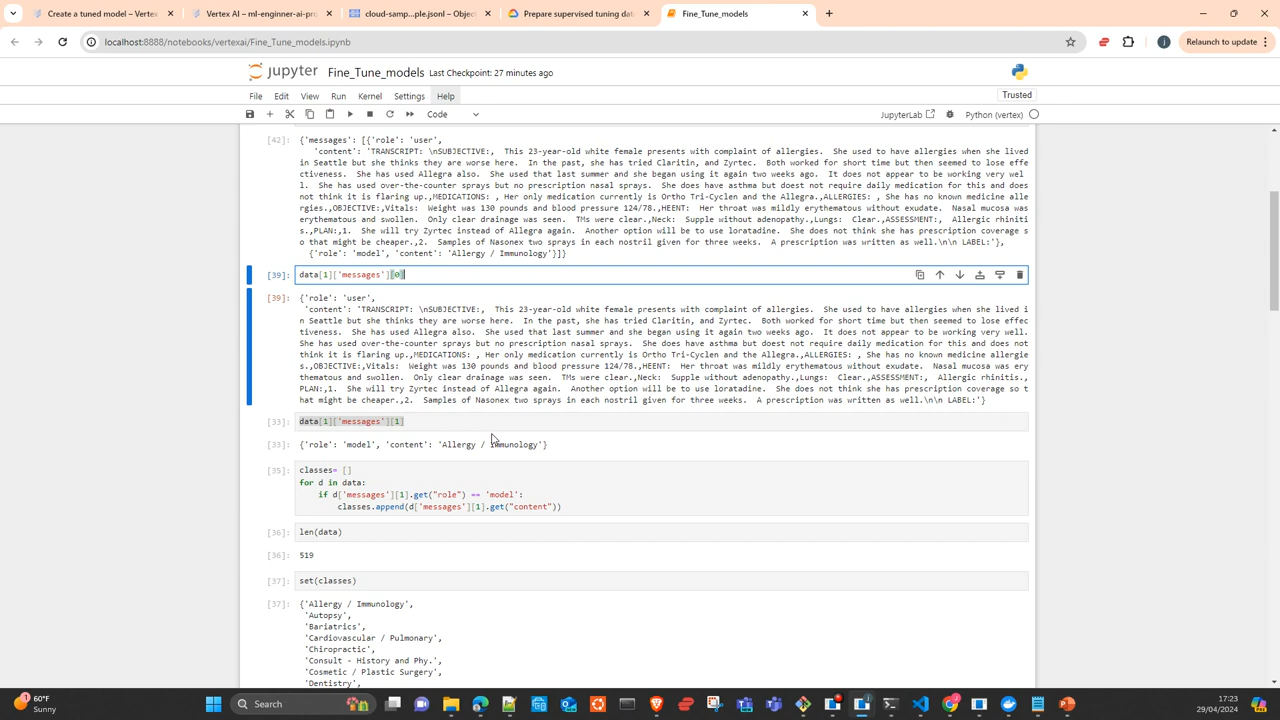 Create a tuned model – Vertex
Vertex AI – ml-enginner-ai-pro
cloud-samp...ple.jsonl – Objec
Prepare supervised tuning dat
Fine_Tune_models
localhost:8888/notebooks/vertexai/Fine_Tune_models.ipynb
j
Relaunch to update
jupyter Fine_Tune_models Last Checkpoint: 27 minutes ago
File Edit View Run Kernel Settings Help
Trusted
Code
JupyterLab
Python (vertex)
[42]: {'messages': [{'role': 'user',
'content': 'TRANSCRIPT: \nSUBJECTIVE:,  This 23-year-old white female presents with complaint of allergies.  She used to have allergies when she lived
in Seattle but she thinks they are worse here.  In the past, she has tried Claritin, and Zyrtec.  Both worked for short time but then seemed to lose effe
ctiveness.  She has used Allegra also.  She used that last summer and she began using it again two weeks ago.  It does not appear to be working very wel
l.  She has used over-the-counter sprays but no prescription nasal sprays.  She does have asthma but doest not require daily medication for this and does
not think it is flaring up.,MEDICATIONS: , Her only medication currently is Ortho Tri-Cyclen and the Allegra.,ALLERGIES: , She has no known medicine alle
rgies.,OBJECTIVE:,Vitals:  Weight was 130 pounds and blood pressure 124/78.,HEENT:  Her throat was mildly erythematous without exudate.  Nasal mucosa was
erythematous and swollen.  Only clear drainage was seen.  TMs were clear.,Neck:  Supple without adenopathy.,Lungs:  Clear.,ASSESSMENT:,  Allergic rhiniti
s.,PLAN:,1.  She will try Zyrtec instead of Allegra again.  Another option will be to use loratadine.  She does not think she has prescription coverage s
o that might be cheaper.,2.  Samples of Nasonex two sprays in each nostril given for three weeks.  A prescription was written as well.\n\n LABEL:'},
{'role': 'model', 'content': 'Allergy / Immunology'}]}
[39]: data[1]['messages'][0]
[39]: {'role': 'user',
'content': 'TRANSCRIPT: \nSUBJECTIVE:,  This 23-year-old white female presents with complaint of allergies.  She used to have allergies when she lived i
n Seattle but she thinks they are worse here.  In the past, she has tried Claritin, and Zyrtec.  Both worked for short time but then seemed to lose effec
tiveness.  She has used Allegra also.  She used that last summer and she began using it again two weeks ago.  It does not appear to be working very well.
She has used over-the-counter sprays but no prescription nasal sprays.  She does have asthma but doest not require daily medication for this and does not
think it is flaring up.,MEDICATIONS: , Her only medication currently is Ortho Tri-Cyclen and the Allegra.,ALLERGIES: , She has no known medicine allergie
s.,OBJECTIVE:,Vitals:  Weight was 130 pounds and blood pressure 124/78.,HEENT:  Her throat was mildly erythematous without exudate.  Nasal mucosa was ery
thematous and swollen.  Only clear drainage was seen.  TMs were clear.,Neck:  Supple without adenopathy.,Lungs:  Clear.,ASSESSMENT:,  Allergic rhinitis.,
PLAN:,1.  She will try Zyrtec instead of Allegra again.  Another option will be to use loratadine.  She does not think she has prescription coverage so t
hat might be cheaper.,2.  Samples of Nasonex two sprays in each nostril given for three weeks.  A prescription was written as well.\n\n LABEL:'}
[33]: data[1]['messages'][1]
[33]: {'role': 'model', 'content': 'Allergy / Immunology'}
[35]: classes= []
for d in data:
if d['messages'][1].get("role") == 'model':
classes.append(d['messages'][1].get("content"))
[36]: len(data)
[36]: 519
[37]: set(classes)
[37]: {'Allergy / Immunology',
'Autopsy',
'Bariatrics',
'Cardiovascular / Pulmonary',
'Chiropractic',
'Consult - History and Phy.',
'Cosmetic / Plastic Surgery',
'Dentistry',
60°F
Sunny
Search
17:23
29/04/2024